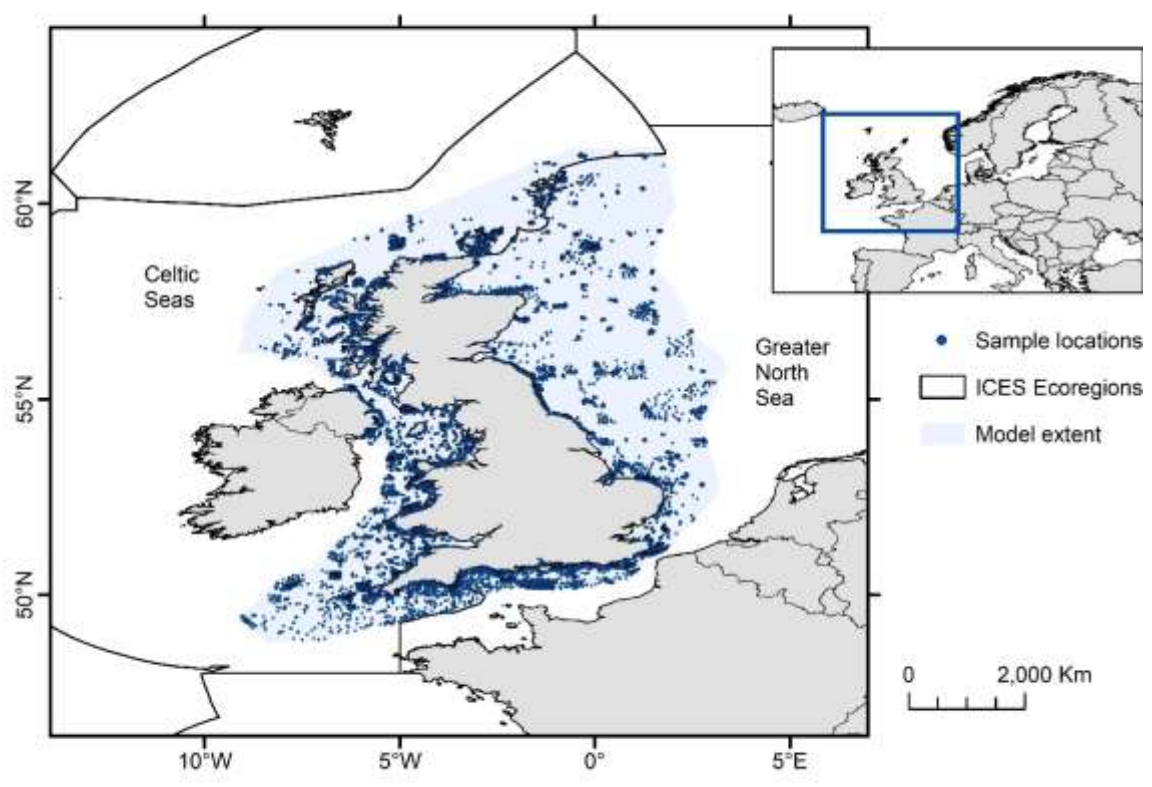 60°N
55°N
50°N
Celtic
Seas
Greater
North
Sea
Sample locations
ICES Ecoregions
Model extent
0 2,000 Km
10°W 5°W 0° 5°E